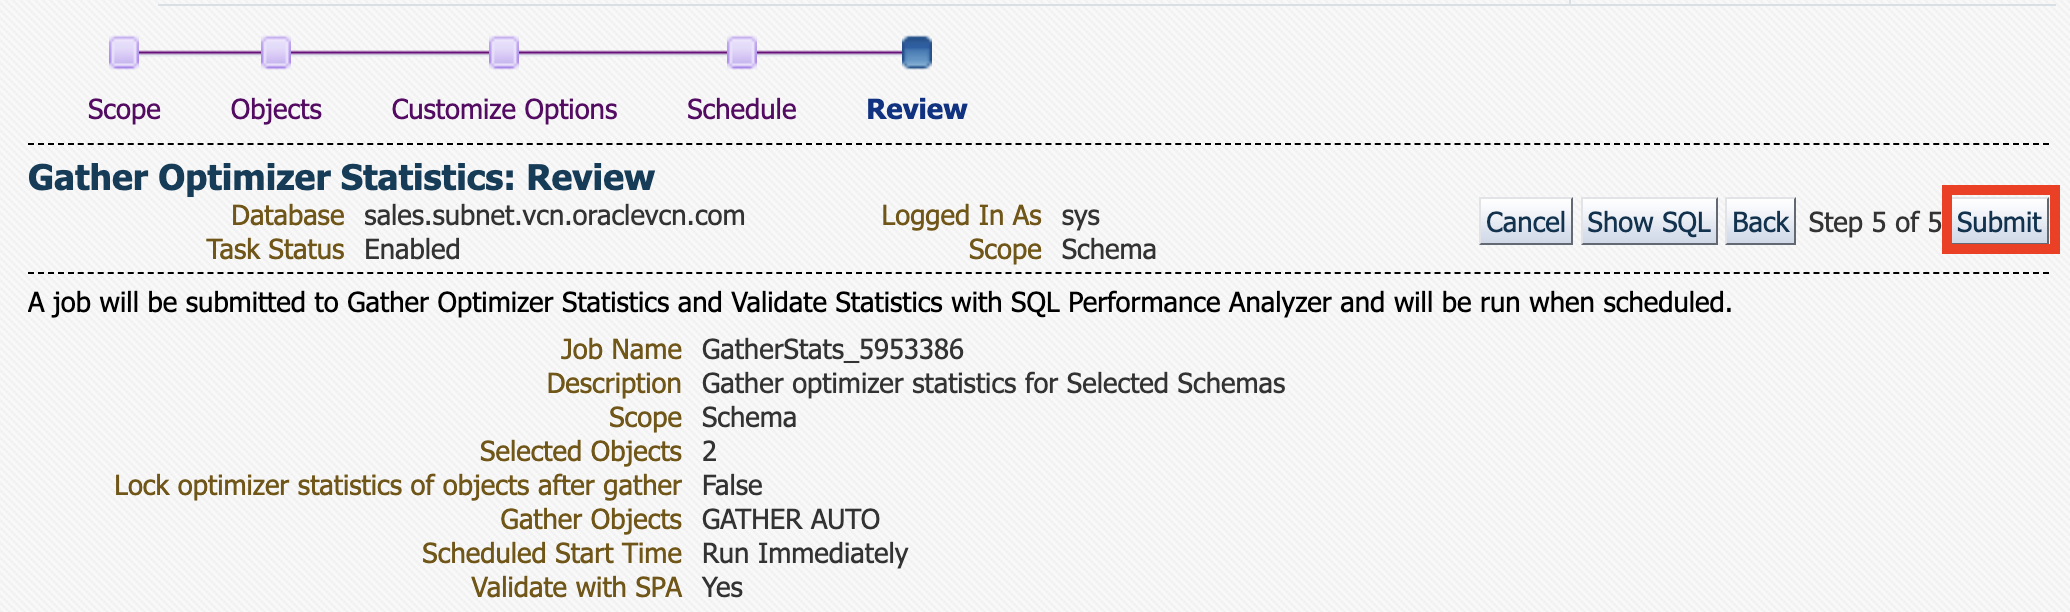 Scope Objects Customize Options Schedule Review
Gather Optimizer Statistics: Review
Database sales.subnet.vcn.oraclevcn.com Logged In As sys
Task Status Enabled Scope Schema
Cancel Show SQL Back Step 5 of 5 Submit
A job will be submitted to Gather Optimizer Statistics and Validate Statistics with SQL Performance Analyzer and will be run when scheduled.
Job Name GatherStats_5953386
Description Gather optimizer statistics for Selected Schemas
Scope Schema
Selected Objects 2
Lock optimizer statistics of objects after gather False
Gather Objects GATHER AUTO
Scheduled Start Time Run Immediately
Validate with SPA Yes